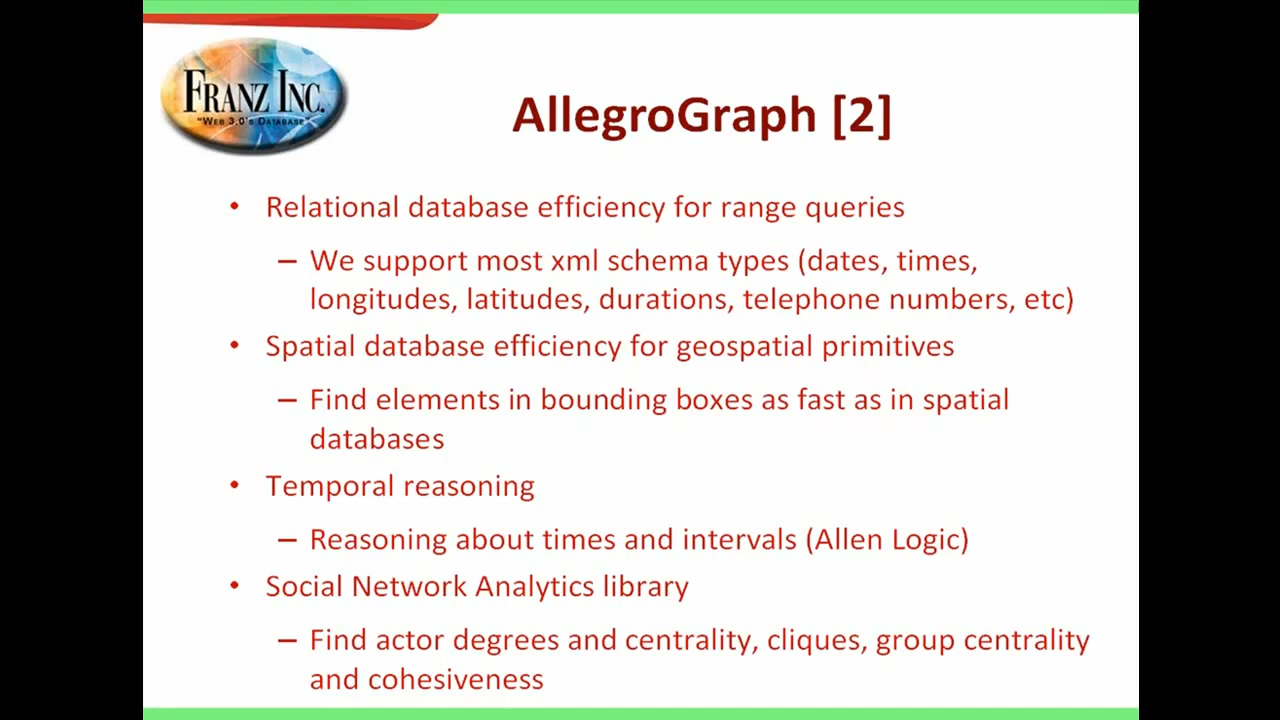 FRANZ INC.
"WEB 3.0'S DATABASE"
AllegroGraph [2]
• Relational database efficiency for range queries
– We support most xml schema types (dates, times,
longitudes, latitudes, durations, telephone numbers, etc)
• Spatial database efficiency for geospatial primitives
– Find elements in bounding boxes as fast as in spatial
databases
• Temporal reasoning
– Reasoning about times and intervals (Allen Logic)
• Social Network Analytics library
– Find actor degrees and centrality, cliques, group centrality
and cohesiveness